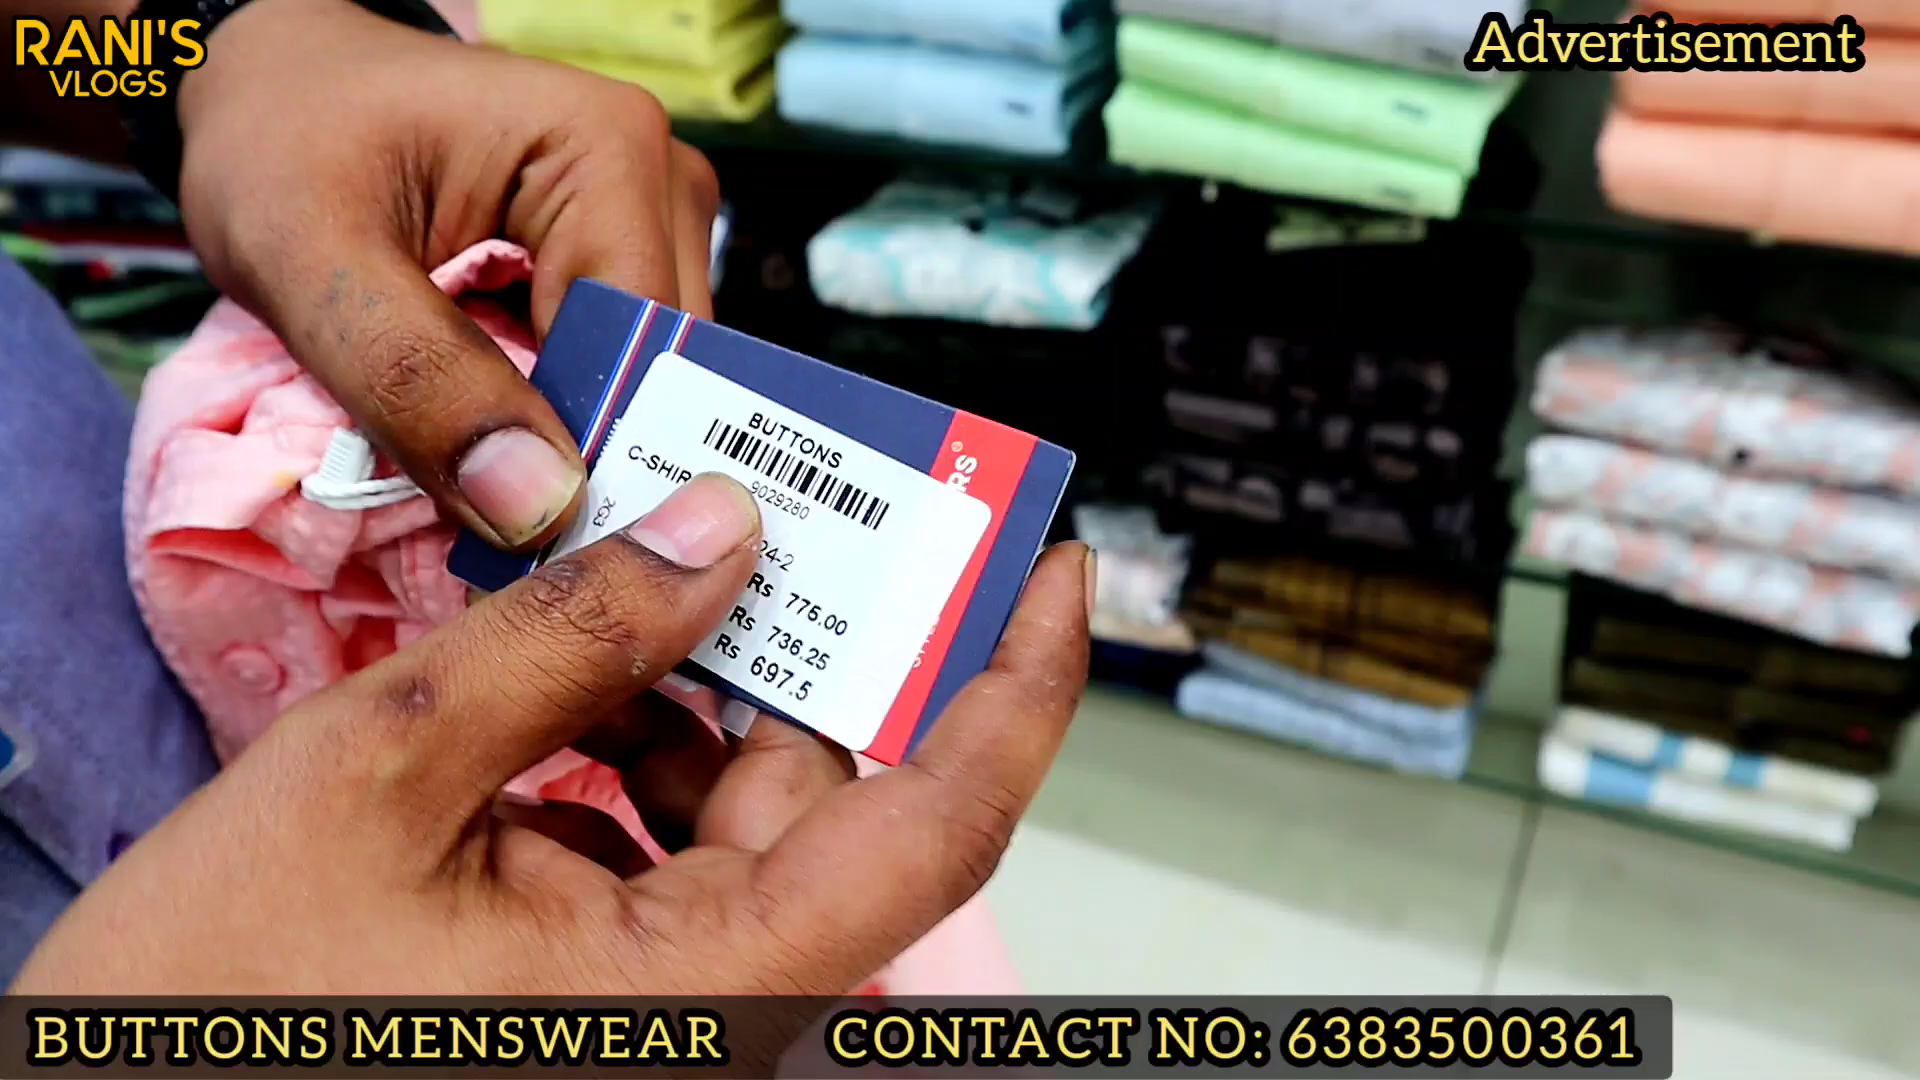 RANI'S
VLOGS
Advertisement
BUTTONS
C-SHIR
9029280
2G3
24-2
Rs 775.00
Rs 736.25
Rs 697.5
RS
BUTTONS MENSWEAR
CONTACT NO: 6383500361